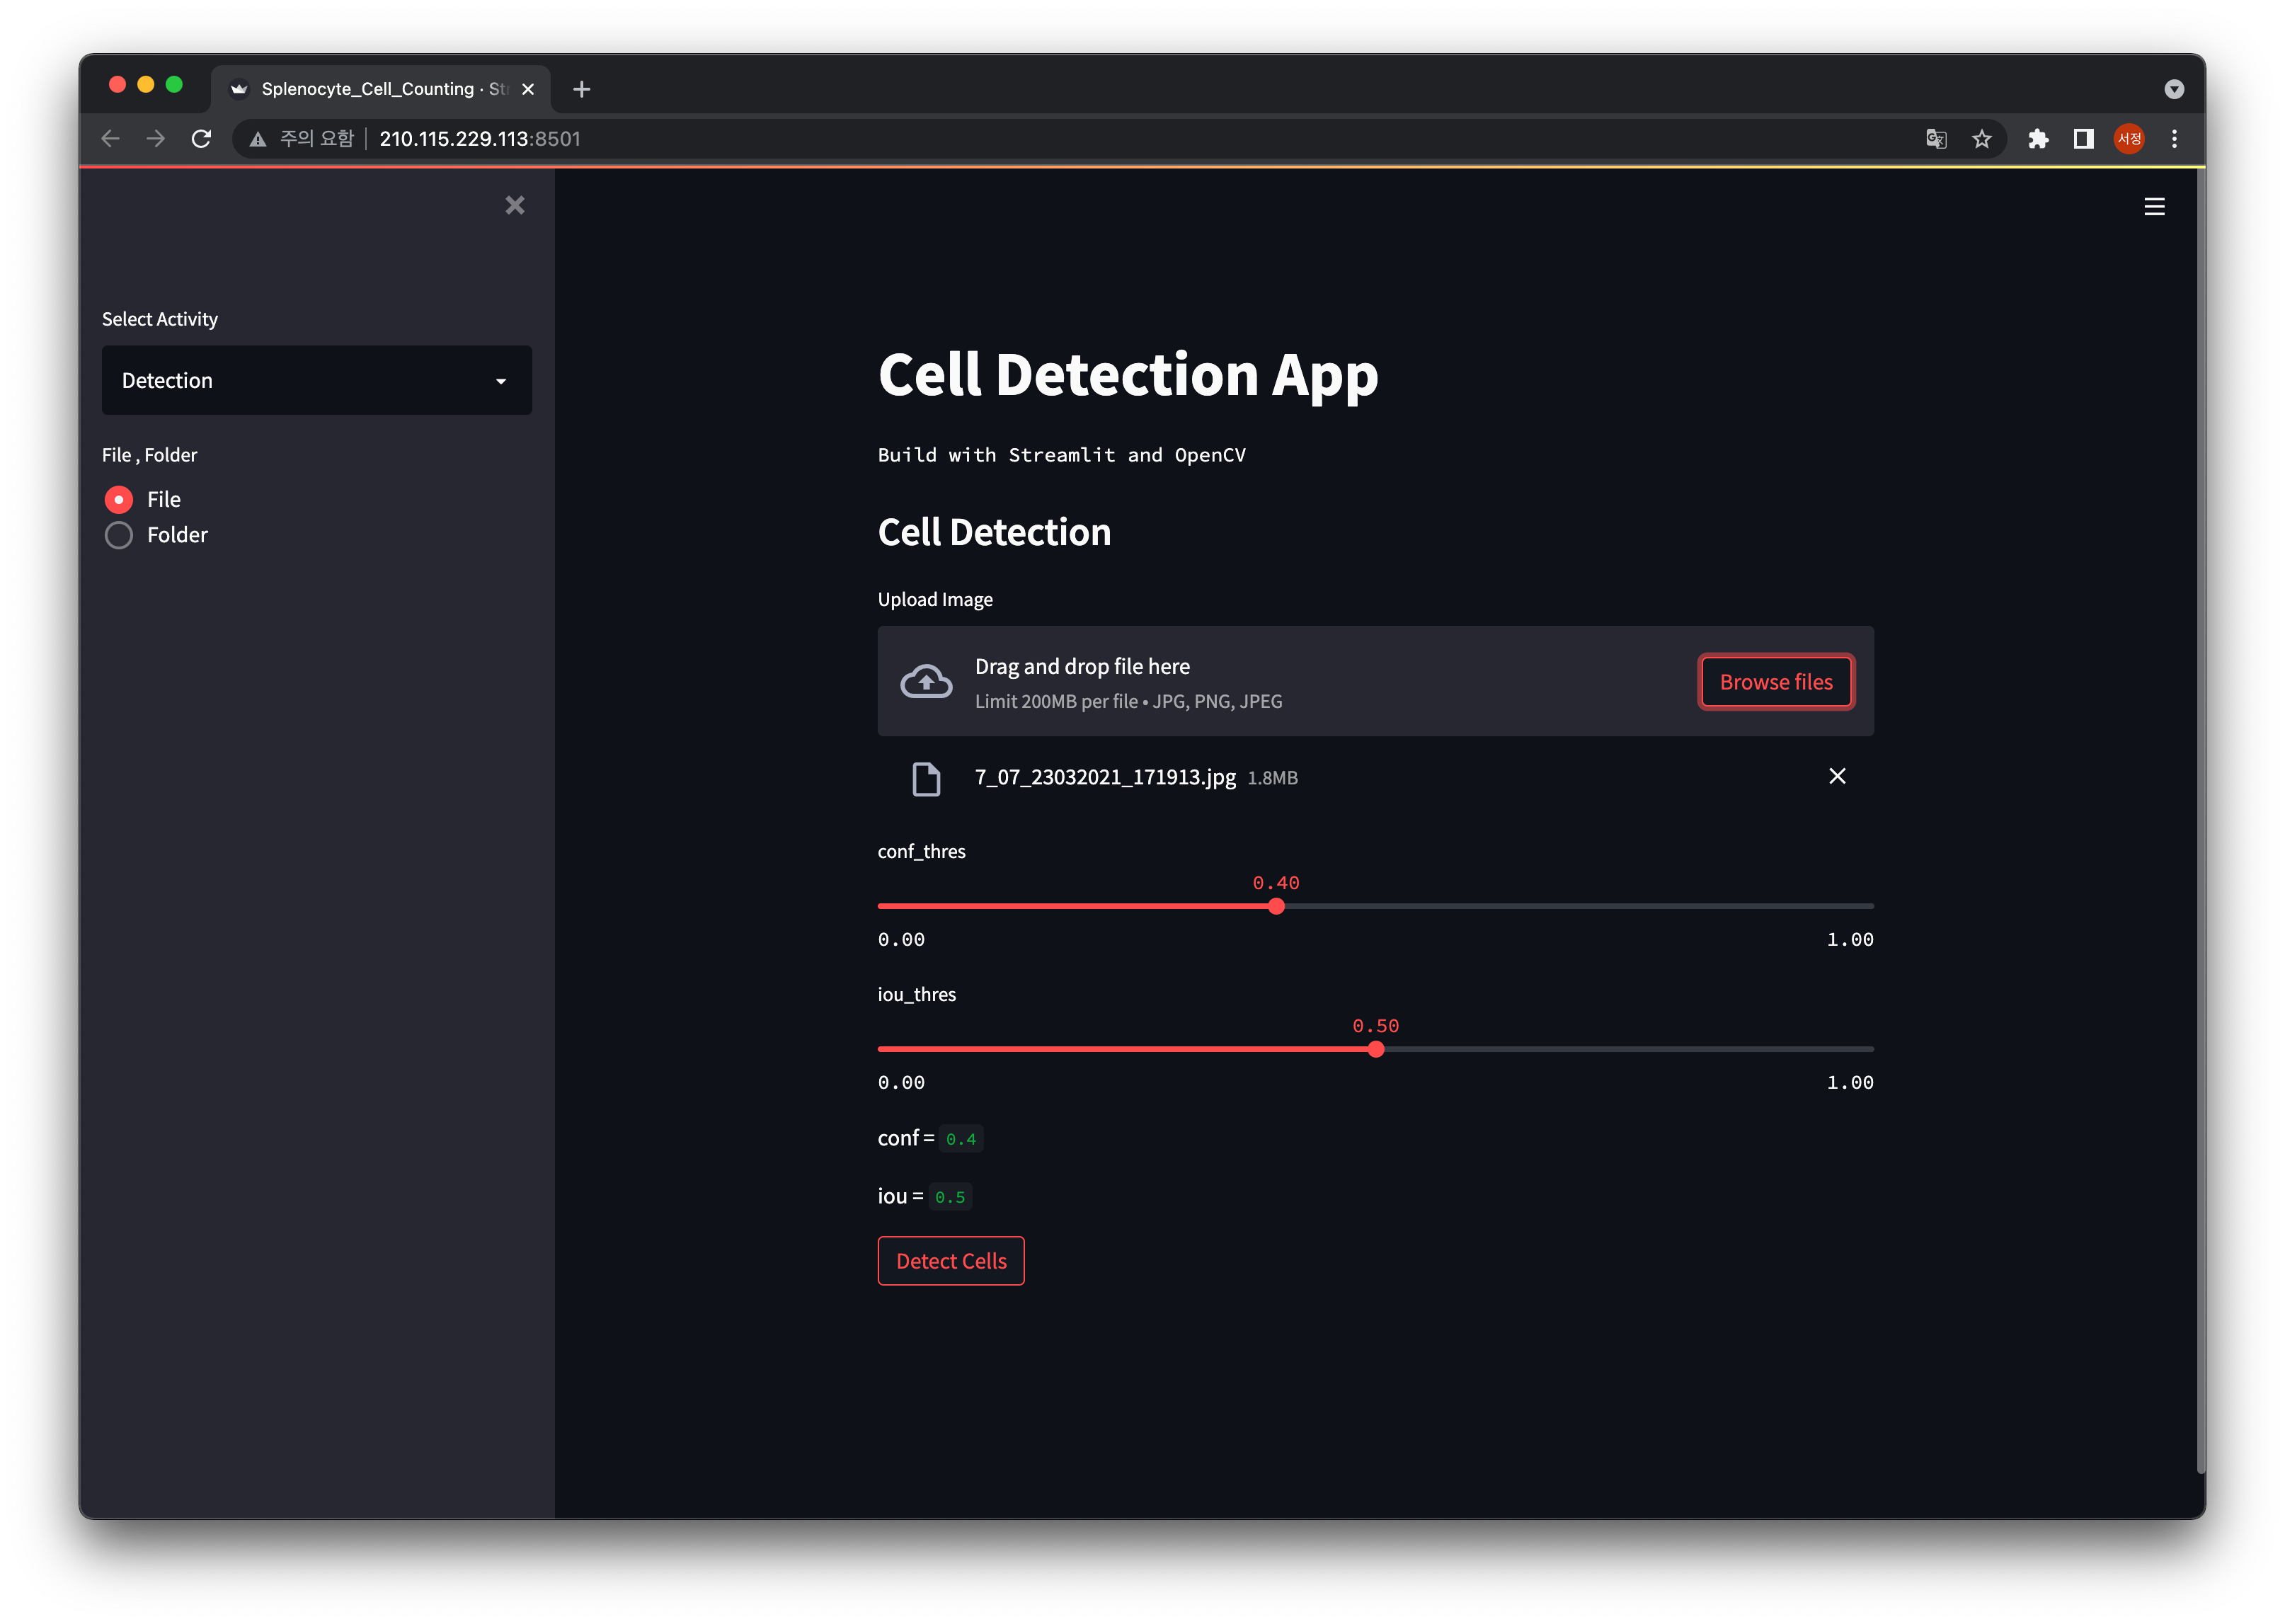 Splenocyte_Cell_Counting · St
주의 요함 210.115.229.113:8501
서정
Select Activity
Detection
File , Folder
File
Folder
Cell Detection App
Build with Streamlit and OpenCV
Cell Detection
Upload Image
Drag and drop file here
Limit 200MB per file • JPG, PNG, JPEG
Browse files
7_07_23032021_171913.jpg 1.8MB
conf_thres
0.40
0.00 1.00
iou_thres
0.50
0.00 1.00
conf = 0.4
iou = 0.5
Detect Cells